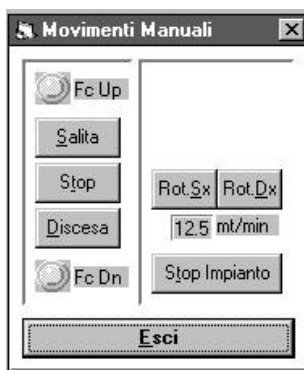 Movimenti Manuali
Fc Up
Salita
Stop
Discesa
Fc Dn
Rot.Sx Rot.Dx
12.5 mt/min
Stop Impianto
Esci